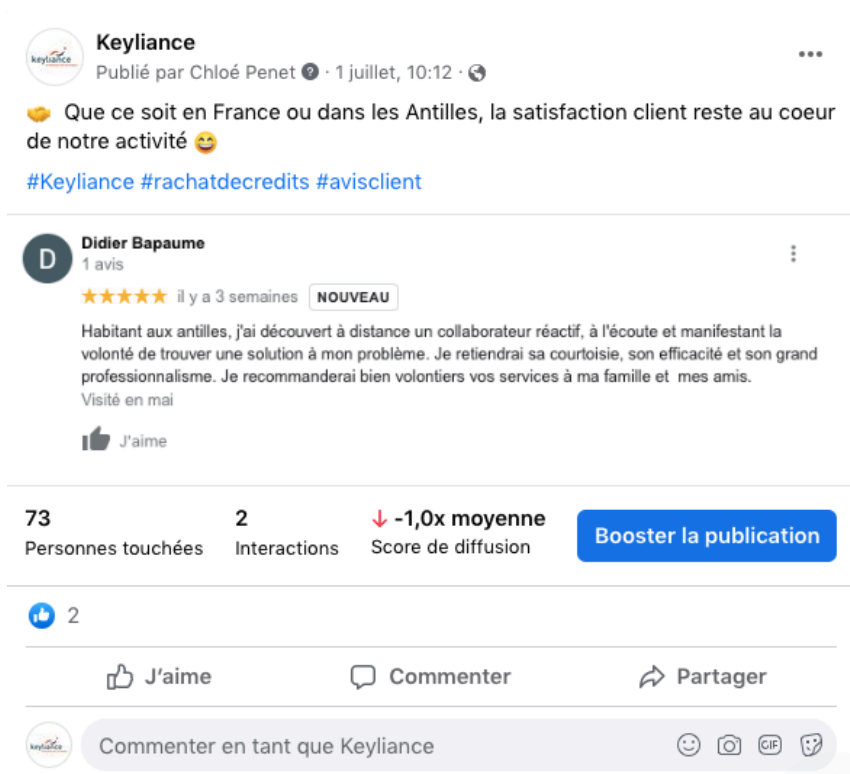 keyliance
Keyliance
Publié par Chloé Penet · 1 juillet, 10:12 ·
Que ce soit en France ou dans les Antilles, la satisfaction client reste au coeur
de notre activité
#Keyliance #rachatdecredits #avisclient
D
Didier Bapaume
1 avis
il y a 3 semaines NOUVEAU
Habitant aux antilles, j'ai découvert à distance un collaborateur réactif, à l'écoute et manifestant la
volonté de trouver une solution à mon problème. Je retiendrai sa courtoisie, son efficacité et son grand
professionnalisme. Je recommanderai bien volontiers vos services à ma famille et mes amis.
Visité en mai
J'aime
73 2 -1,0x moyenne
Personnes touchées Interactions Score de diffusion Booster la publication
2
J'aime Commenter Partager
keyliance Commenter en tant que Keyliance GIF